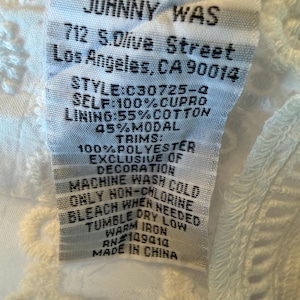 JOHNNY WAS
712 S.Olive Street
Los Angeles, CA 90014
STYLE:C30725-Q
SELF:100%CUPRO
LINING:55%COTTON
45%MODAL
TRIMS:
100%POLYESTER
EXCLUSIVE OF
DECORATION
MACHINE WASH COLD
ONLY NON-CHLORINE
BLEACH WHEN NEEDED
TUMBLE DRY LOW
WARM IRON
RN#149414
MADE IN CHINA